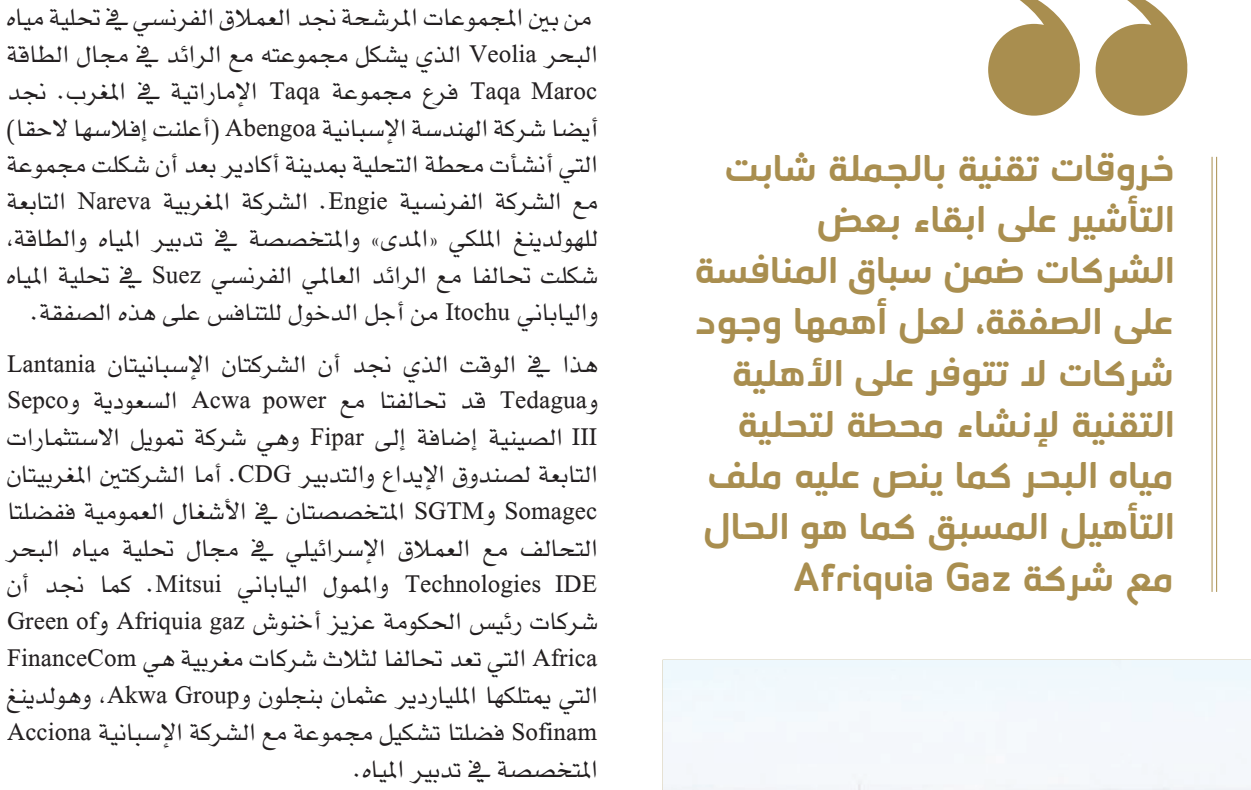 خروقات تقنية بالجملة شابت
التأشير على ابقاء بعض
الشركات ضمن سباق المنافسة
على الصفقة، لعل أهمها وجود
شركات لا تتوفر على الأهلية
التقنية لإنشاء محطة لتحلية
مياه البحر كما ينص عليه ملف
التأهيل المسبق كما هو الحال
مع شركة Afriquia Gaz
من بين المجموعات المرشحة نجد العملاق الفرنسي في تحلية مياه
البحر Veolia الذي يشكل مجموعته مع الرائد في مجال الطاقة
Taqa Maroc فرع مجموعة Taqa الإماراتية في المغرب. نجد
أيضا شركة الهندسة الإسبانية Abengoa (أعلنت إفلاسها لاحقا)
التي أنشأت محطة التحلية بمدينة أكادير بعد أن شكلت مجموعة
مع الشركة الفرنسية Engie. الشركة المغربية Nareva التابعة
للهولدينغ الملكي «المدى» والمتخصصة في تدبير المياه والطاقة،
شكلت تحالفا مع الرائد العالمي الفرنسي Suez في تحلية المياه
والياباني Itochu من أجل الدخول للتنافس على هذه الصفقة.
هذا في الوقت الذي نجد أن الشركتان الإسبانيتان Lantania
وTedagua قد تحالفتا مع Acwa power السعودية وSepco
III الصينية إضافة إلى Fipar وهي شركة تمويل الاستثمارات
التابعة لصندوق الإيداع والتدبير CDG. أما الشركتين المغربيتان
Somagec وSGTM المتخصصتان في الأشغال العمومية ففضلتا
التحالف مع العملاق الإسرائيلي في مجال تحلية مياه البحر
Technologies IDE والممول الياباني Mitsui. كما نجد أن
شركات رئيس الحكومة عزيز أخنوش Afriquia gaz وGreen of
Africa التي تعد تحالفا لثلاث شركات مغربية هي FinanceCom
التي يمتلكها الملياردير عثمان بنجلون وAkwa Group، وهولدينغ
Sofinam فضلتا تشكيل مجموعة مع الشركة الإسبانية Acciona
المتخصصة في تدبير المياه.